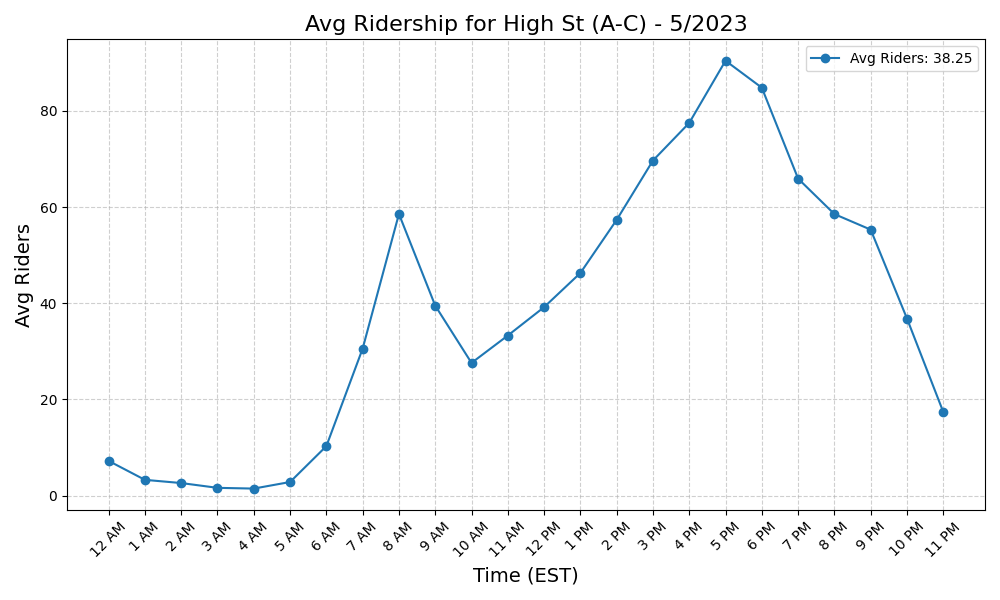 Avg Ridership for High St (A-C) - 5/2023
Avg Riders: 38.25
Avg Riders
80
60
40
20
0
12 AM
1 AM
2 AM
3 AM
4 AM
5 AM
6 AM
7 AM
8 AM
9 AM
10 AM
11 AM
12 PM
1 PM
2 PM
3 PM
4 PM
5 PM
6 PM
7 PM
8 PM
9 PM
10 PM
11 PM
Time (EST)